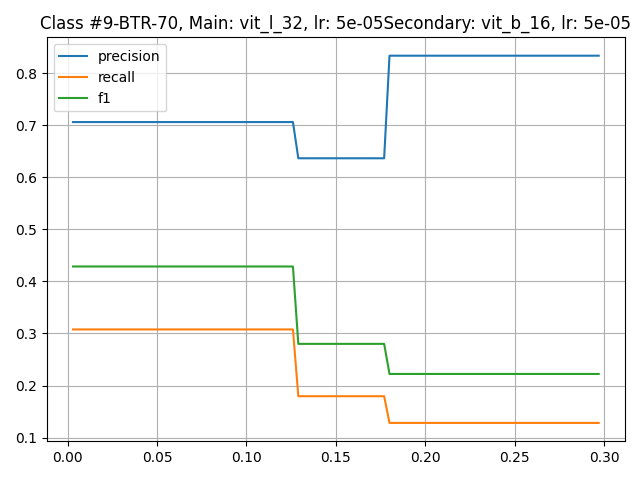 Class #9-BTR-70, Main: vit_l_32, lr: 5e-05Secondary: vit_b_16, lr: 5e-05
precision
recall
f1
0.8
0.7
0.6
0.5
0.4
0.3
0.2
0.1
0.00 0.05 0.10 0.15 0.20 0.25 0.30